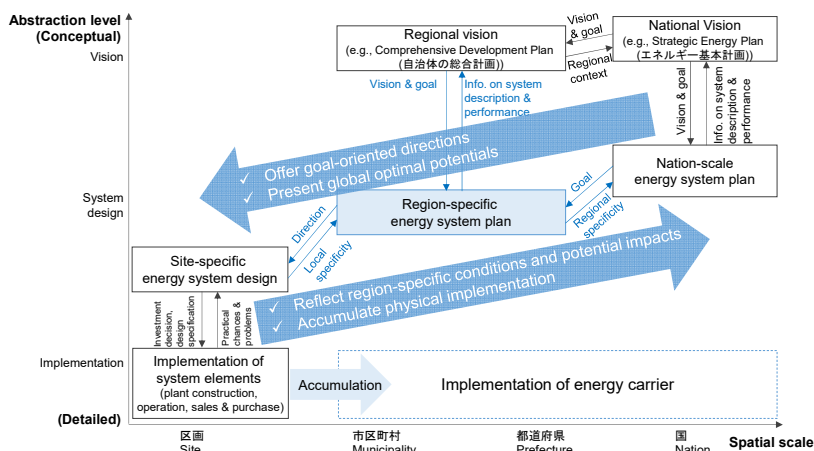 Abstraction level
(Conceptual)
Vision
System
design
Implementation
(Detailed)
Regional vision
(e.g., Comprehensive Development Plan
(自治体の総合計画))
Vision
& goal
Regional
context
National Vision
(e.g., Strategic Energy Plan
(エネルギー基本計画))
Vision & goal
Info. on system
description &
performance
Vision & goal
Info. on system
description &
performance
✓ Offer goal-oriented directions
✓ Present global optimal potentials
Nation-scale
energy system plan
Region-specific
energy system plan
Goal
Regional
specificity
Direction
Local
specificity
Site-specific
energy system design
✓ Reflect region-specific conditions and potential impacts
✓ Accumulate physical implementation
Investment
decision,
design
specification
Practical
chances &
problems
Implementation of
system elements
(plant construction,
operation, sales & purchase)
Accumulation
Implementation of energy carrier
区画
Site
市区町村
Municipality
都道府県
Prefecture
国
Nation
Spatial scale